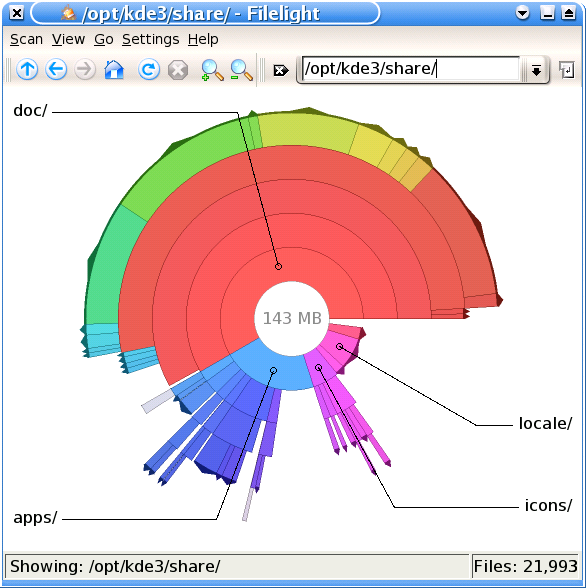 /opt/kde3/share/ - Filelight
Scan View Go Settings Help
/opt/kde3/share/
doc/
143 MB
locale/
icons/
apps/
Showing: /opt/kde3/share/
Files: 21,993